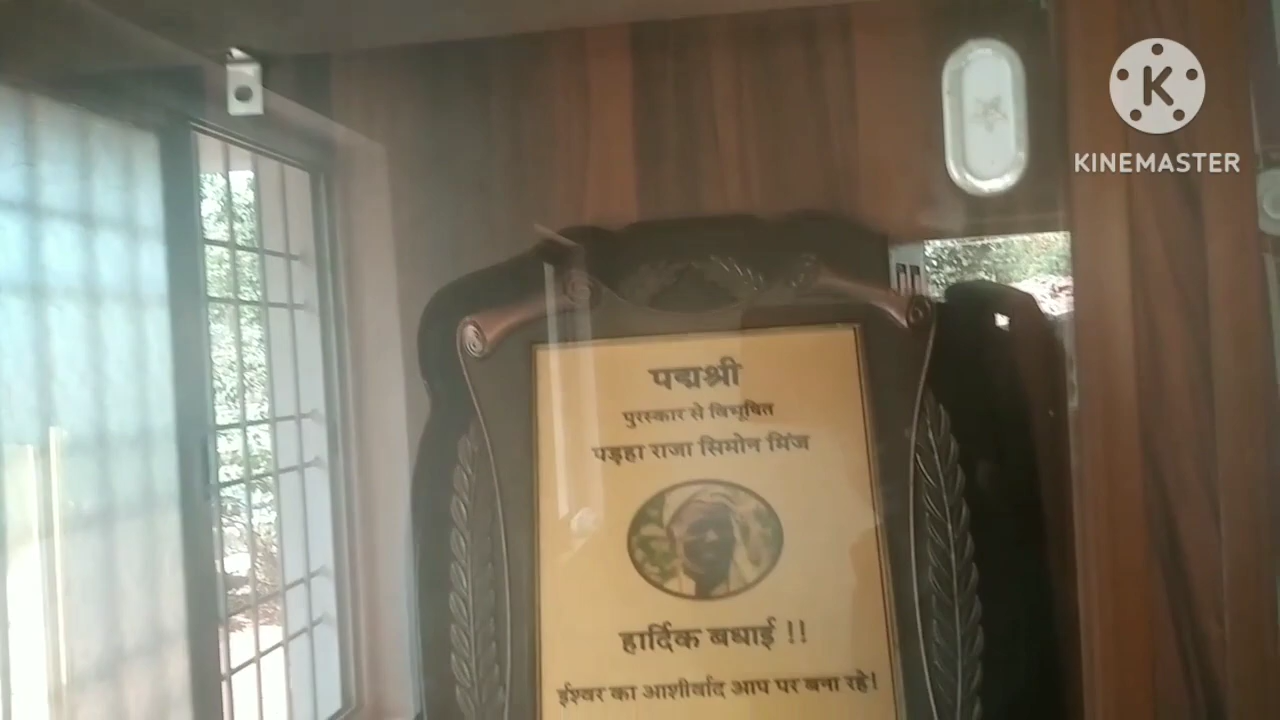 KINEMASTER
पद्मश्री
पुरस्कार से विभूषित
पड़हा राजा सिमोन मिंज
हार्दिक बधाई !!
ईश्वर का आशीर्वाद आप पर बना रहे।